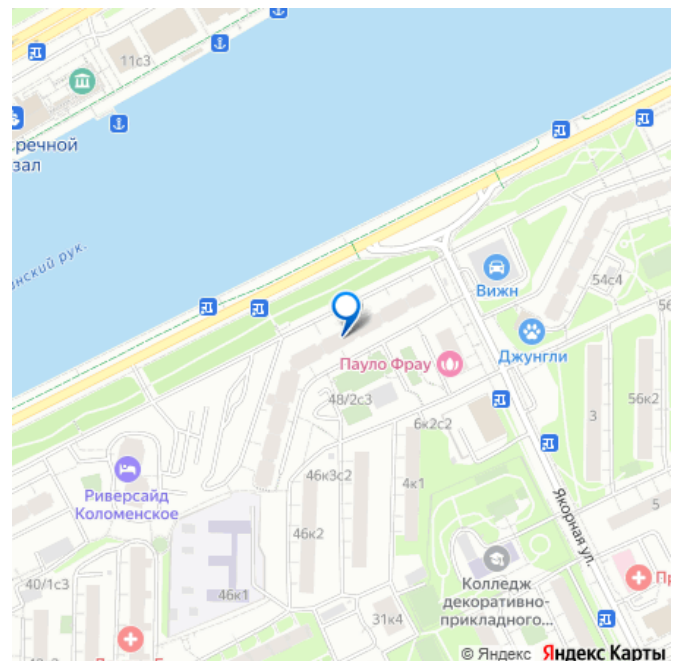 11с3
речной
зал
нский рук.
54с4
56
Вижн
Джунгли
Пауло Фрау
48/2с3
6к2с2
56к2
3
Риверсайд
Коломенское
46к3с2
4к1
46к2
Якорная ул.
5
40/1с3
46к1
Колледж
декоративно-
прикладного...
31к4
© Яндекс Яндекс Карты